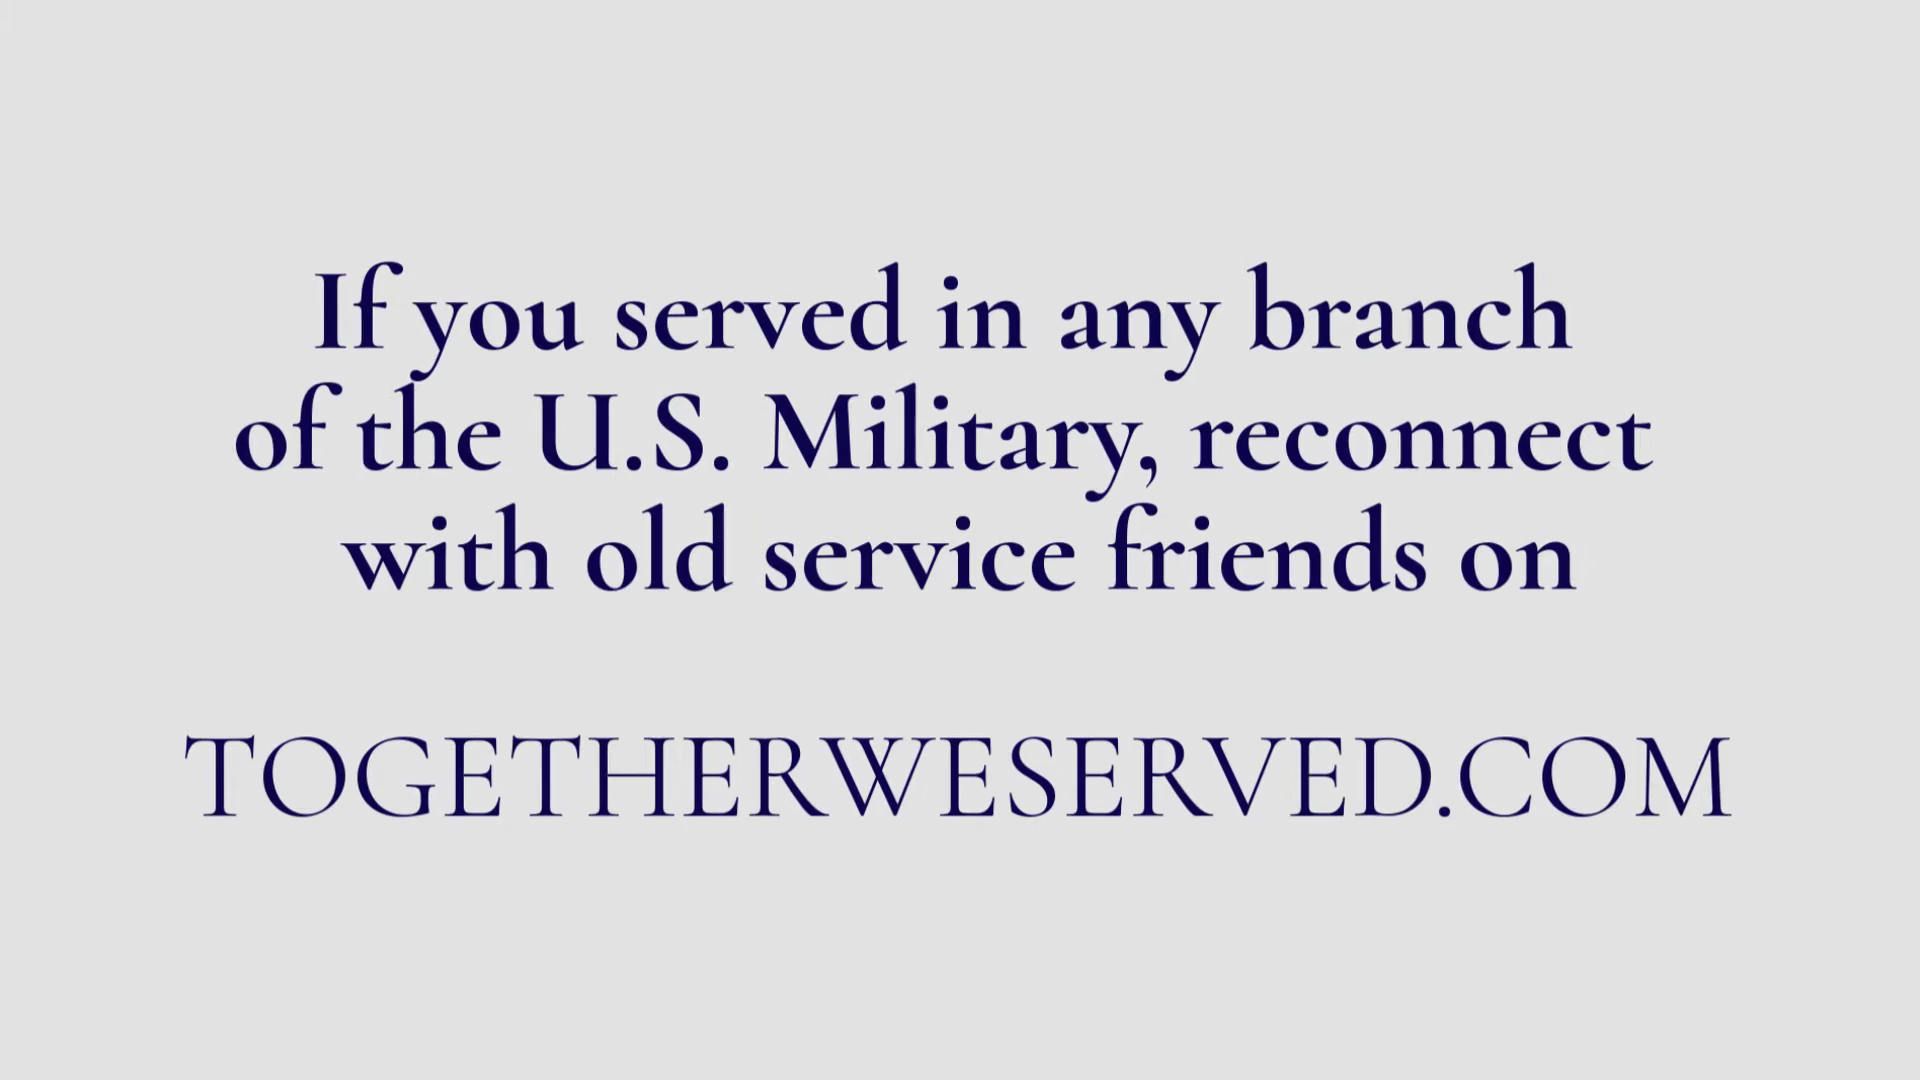 If you served in any branch
of the U.S. Military, reconnect
with old service friends on
TOGETHERWESERVED.COM